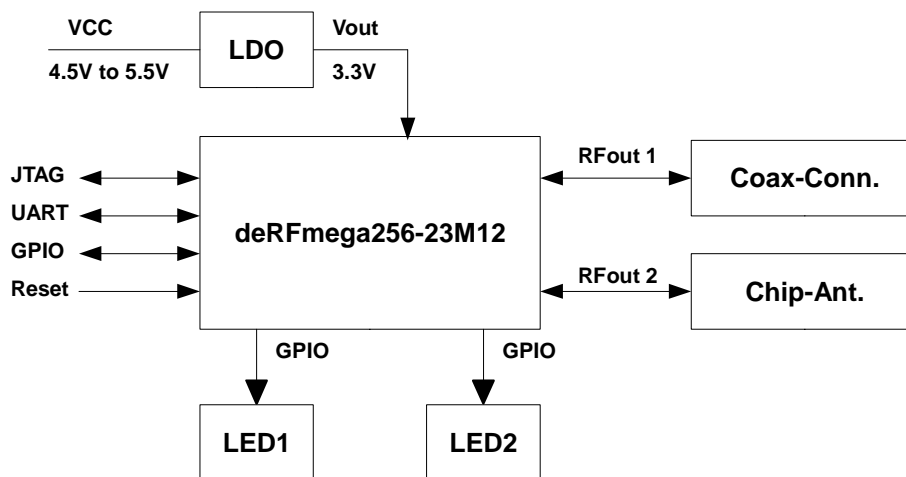 VCC
LDO
Vout
4.5V to 5.5V
3.3V
JTAG
UART
GPIO
Reset
deRFmega256-23M12
RFout 1
Coax-Conn.
RFout 2
Chip-Ant.
GPIO
GPIO
LED1
LED2